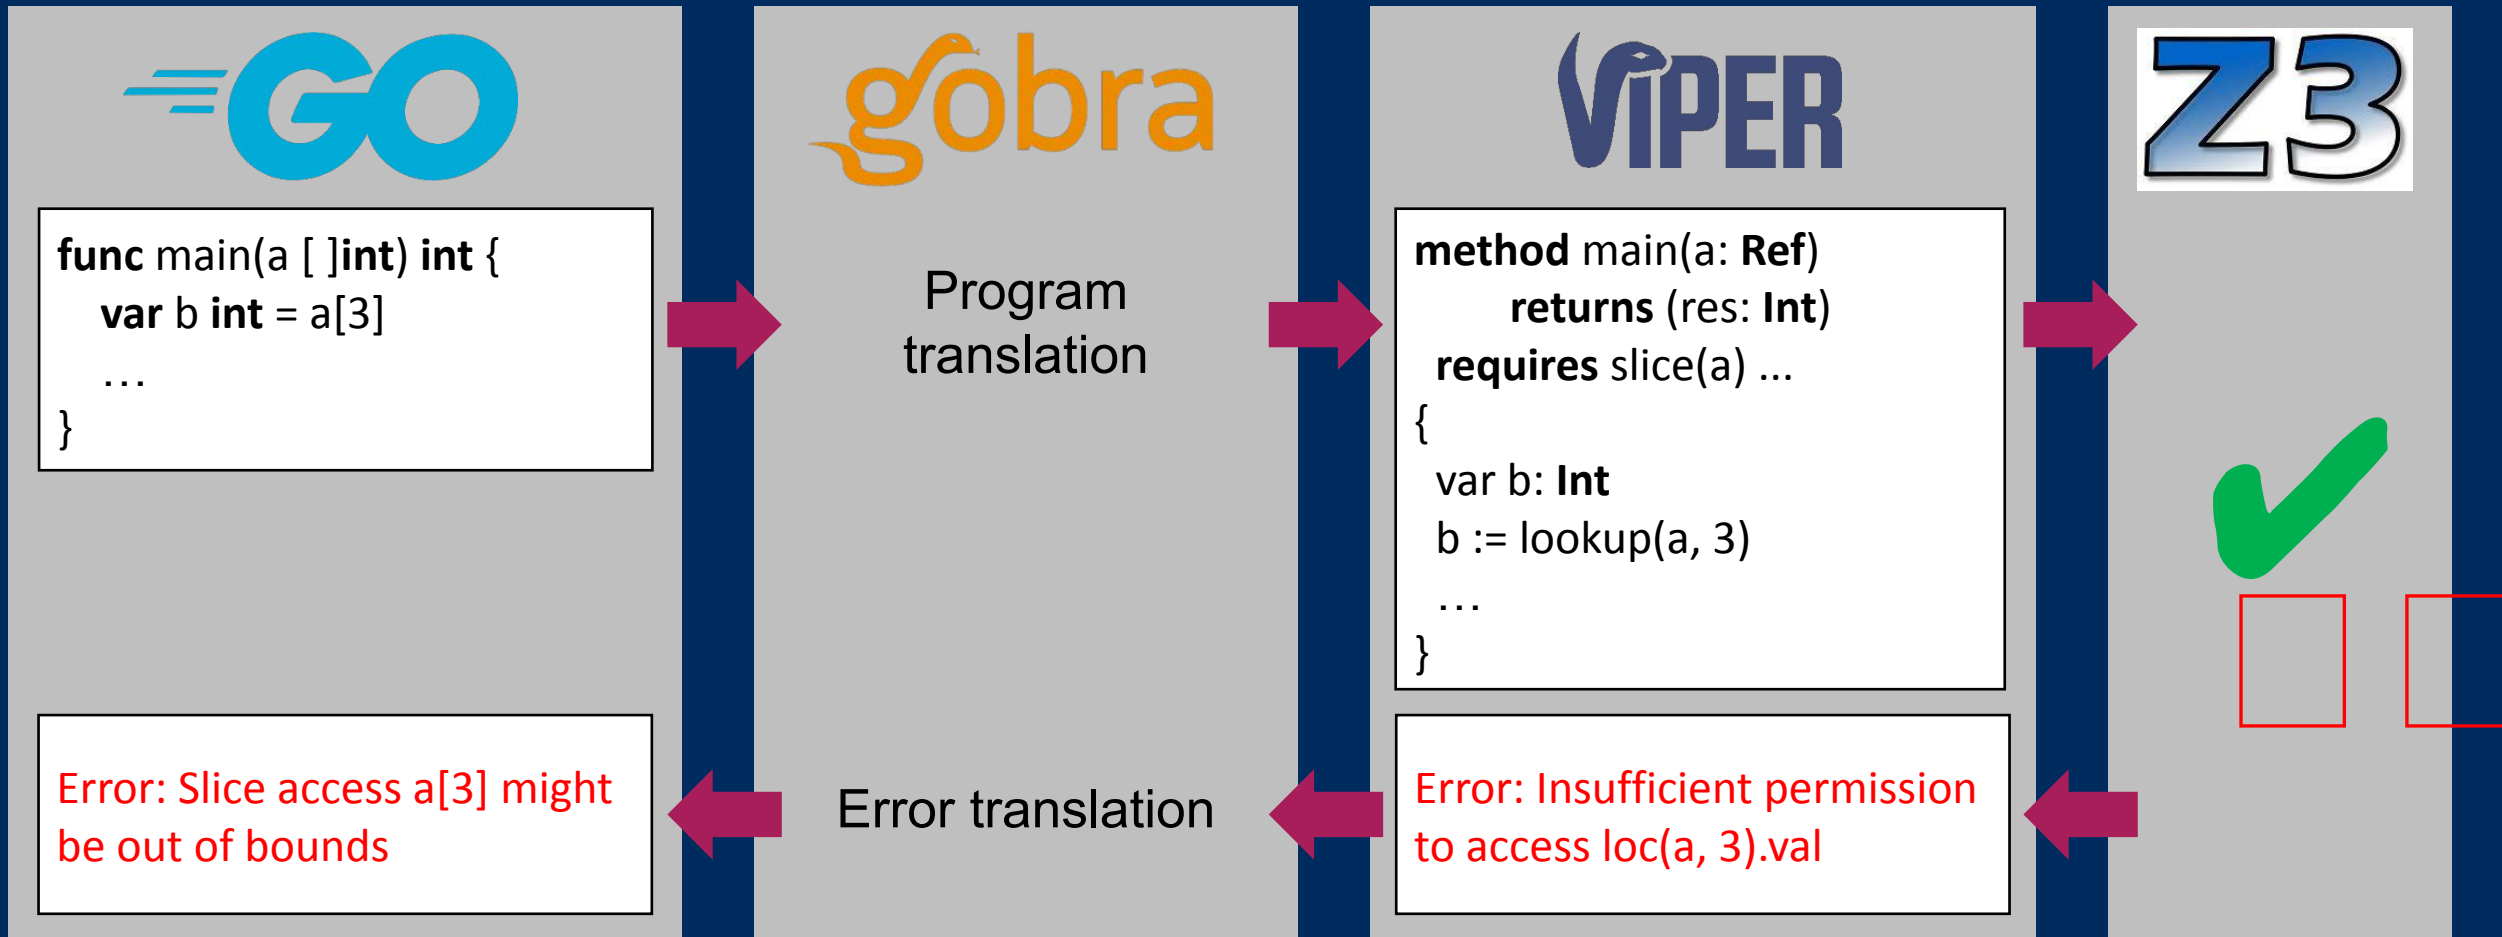 GO
func main(a [ ]int) int {
var b int = a[3]
...
}
Error: Slice access a[3] might
be out of bounds
gobra
Program
translation
Error translation
VIPER
method main(a: Ref)
returns (res: Int)
requires slice(a) ...
{
var b: Int
b := lookup(a, 3)
...
}
Error: Insufficient permission
to access loc(a, 3).val
Z3